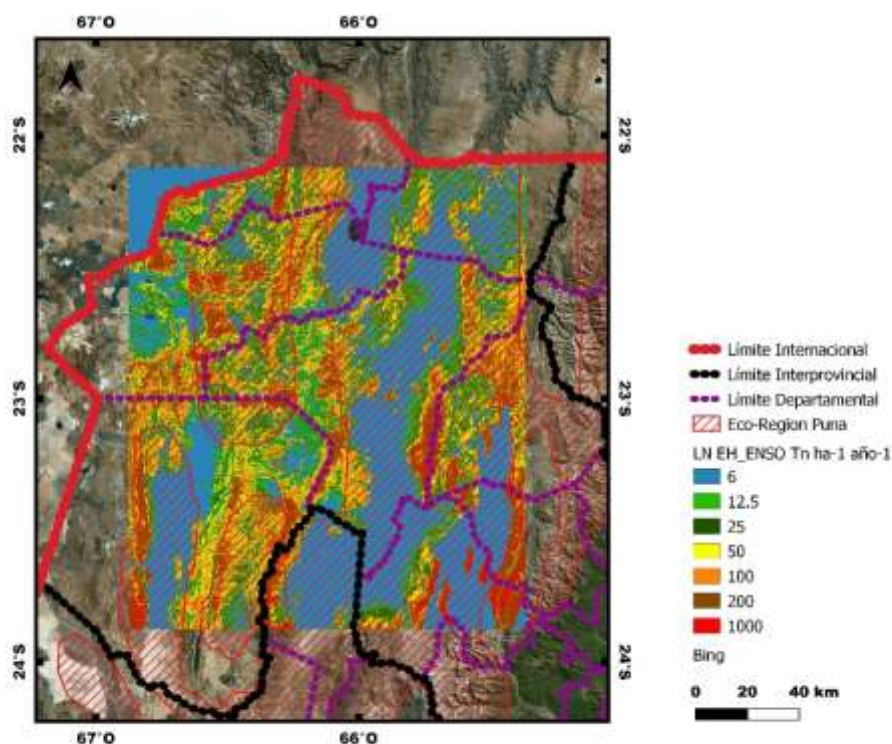 67°O 66°O
22°S 22°S
23°S 23°S
24°S 24°S
67°O 66°O
Límite Internacional
Límite Interprovincial
Límite Departamental
Eco-Region Puna
LN EH_ENSO Tn ha-1 año-1
6
12.5
25
50
100
200
1000
Bing
0 20 40 km